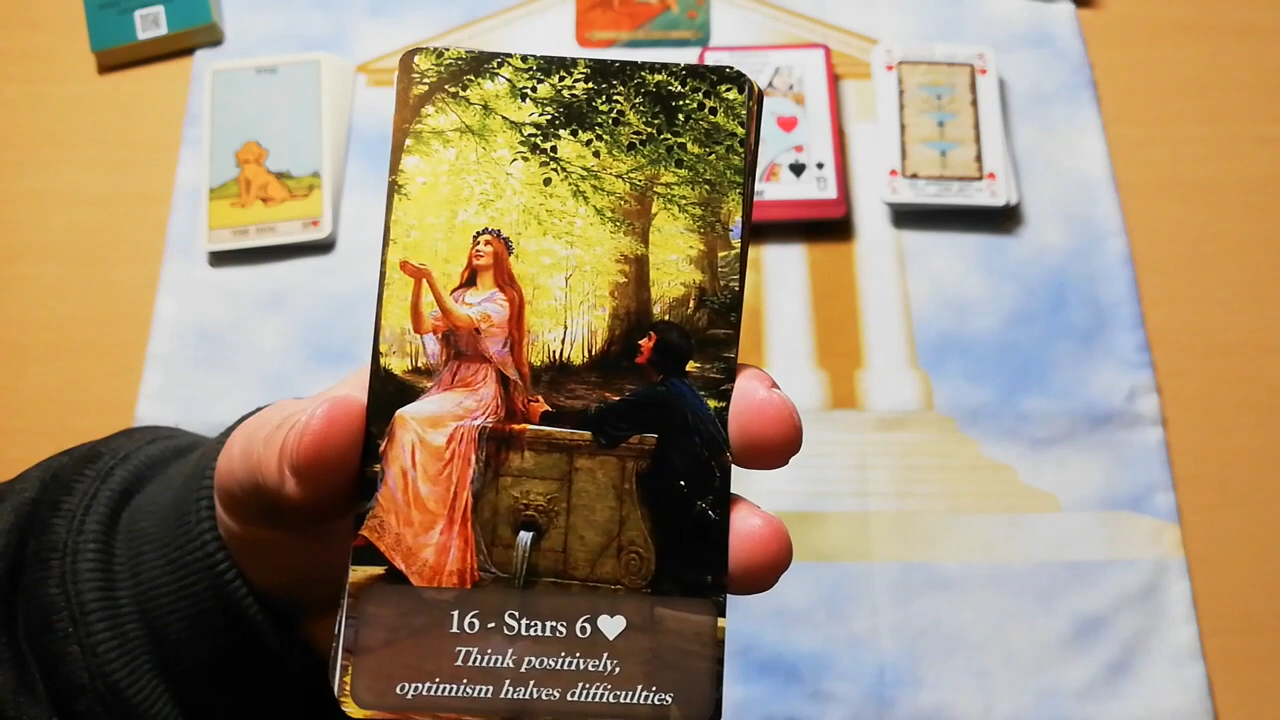 16 - Stars 6
Think positively,
optimism halves difficulties